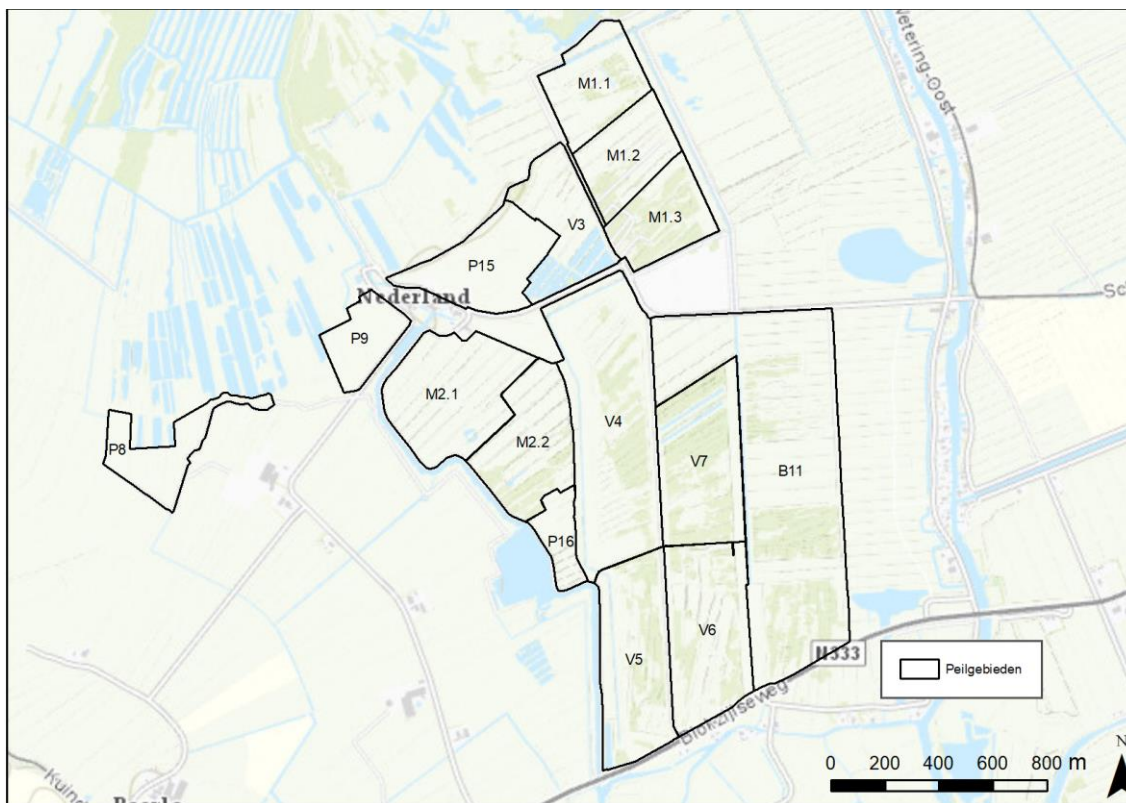 Wetering-Oost
M1.1
M1.2
M1.3
V3
P15
Nederland
P9
M2.1
V4
M2.2
V7
B11
P8
P16
V6
V5
N333
Blokzijlseweg
Peilgebieden
N
0 200 400 600 800 m